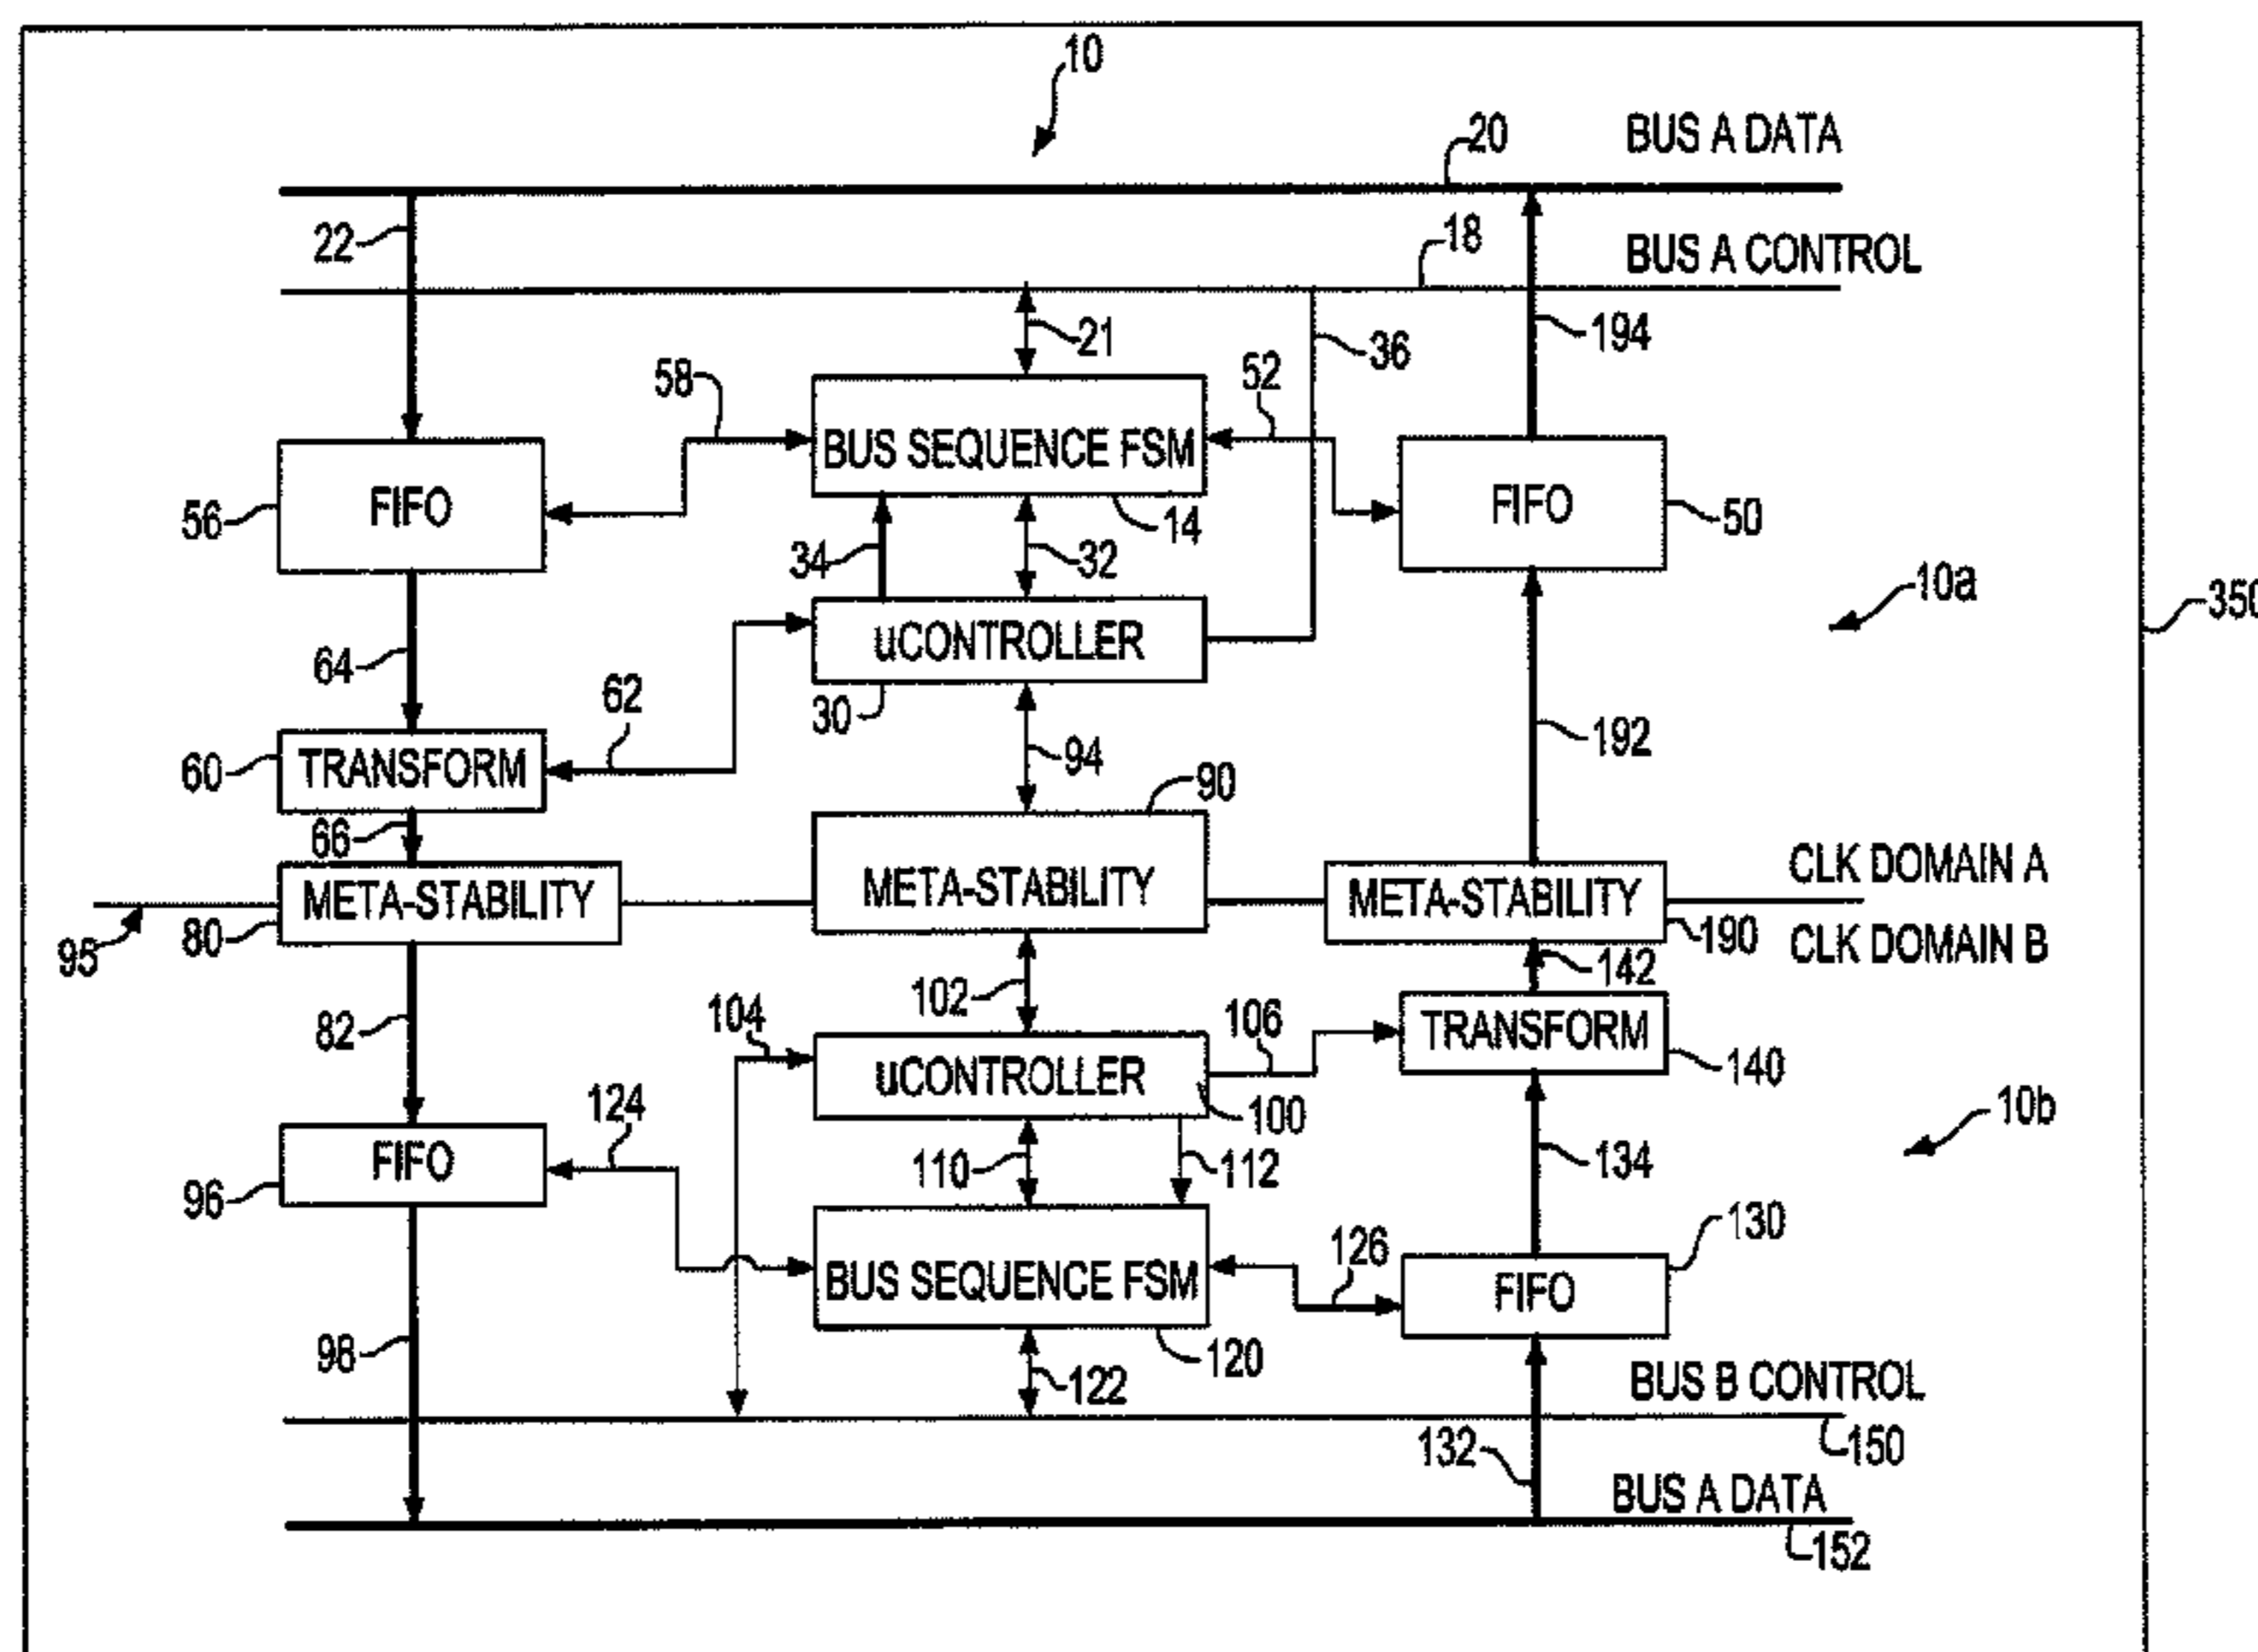 10
20 BUS A DATA
22
18 BUS A CONTROL
21
194
36
58
52
BUS SEQUENCE FSM
FIFO
FIFO
56
14
50
34
32
10a
350
64
uCONTROLLER
62
30
192
60
TRANSFORM
94
90
66
META-STABILITY
META-STABILITY
META-STABILITY
CLK DOMAIN A
95
80
190
CLK DOMAIN B
142
102
104
106
82
TRANSFORM
uCONTROLLER
140
124
100
10b
FIFO
110
112
134
96
130
126
BUS SEQUENCE FSM
FIFO
98
120
122
BUS B CONTROL
150
132
BUS A DATA
152